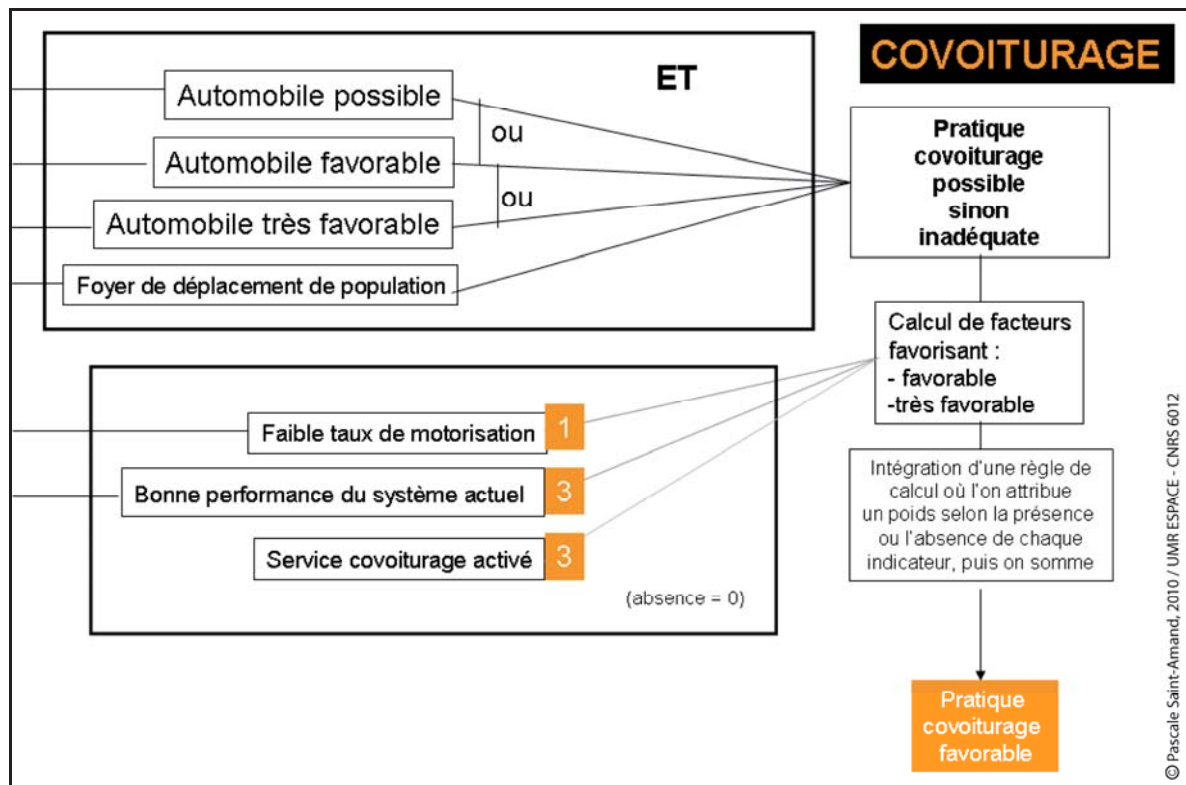 COVOITURAGE
ET
Automobile possible
ou
Automobile favorable
ou
Automobile très favorable
Foyer de déplacement de population
Pratique
covoiturage
possible
sinon
inadéquate
Calcul de facteurs
favorisant :
- favorable
-très favorable
Faible taux de motorisation 1
Bonne performance du système actuel 3
Service covoiturage activé 3
(absence = 0)
Intégration d'une règle de
calcul où l'on attribue
un poids selon la présence
ou l'absence de chaque
indicateur, puis on somme
Pratique
covoiturage
favorable
© Pascale Saint-Amand, 2010 / UMR ESPACE - CNRS 6012